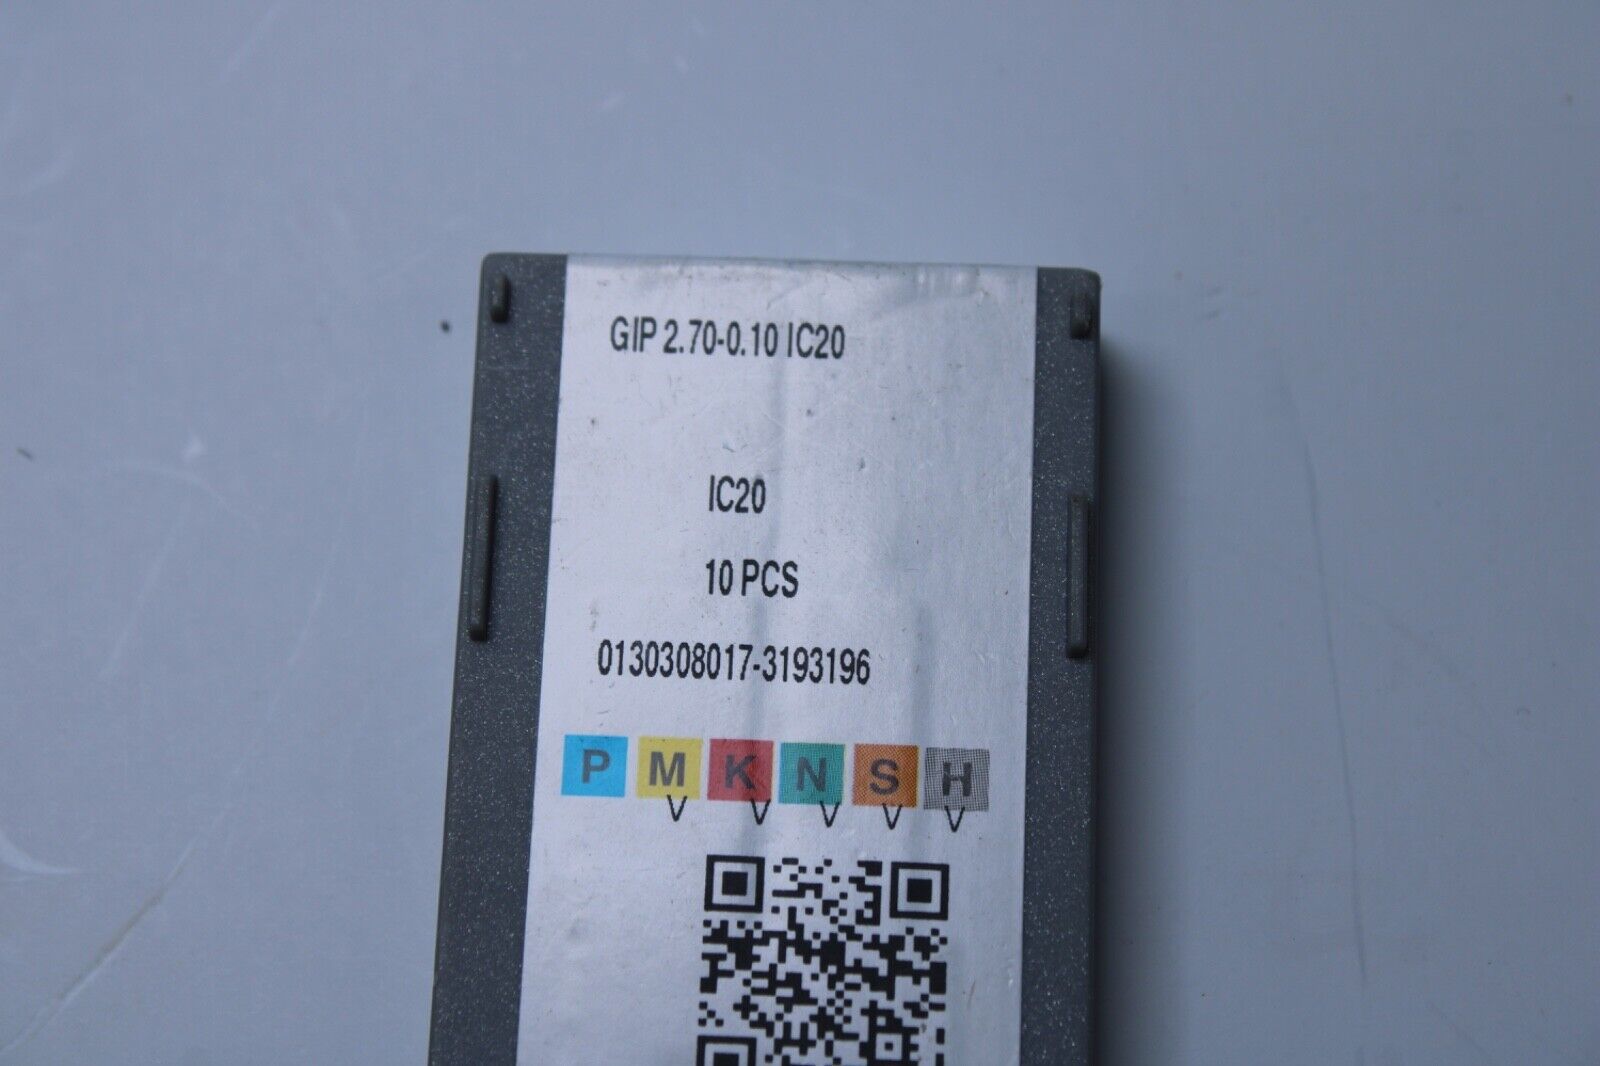 GIP 2.70-0.10 IC20
IC20
10 PCS
0130308017-3193196
P M K N S H
V V V V V